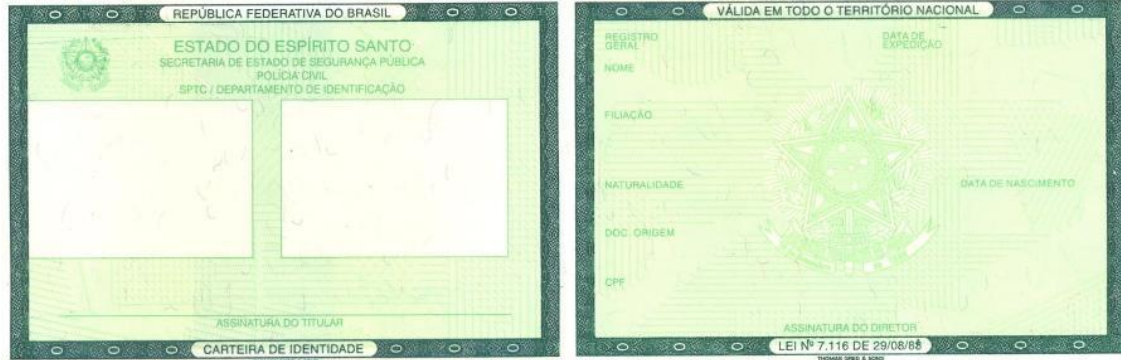 REPÚBLICA FEDERATIVA DO BRASIL
ESTADO DO ESPÍRITO SANTO
SECRETARIA DE ESTADO DE SEGURANÇA PÚBLICA
POLÍCIA CIVIL
SPTC / DEPARTAMENTO DE IDENTIFICAÇÃO
ASSINATURA DO TITULAR
CARTEIRA DE IDENTIDADE
VÁLIDA EM TODO O TERRITÓRIO NACIONAL
REGISTRO
GERAL
DATA DE
EXPEDIÇÃO
NOME
FILIAÇÃO
NATURALIDADE
DATA DE NASCIMENTO
DOC. ORIGEM
CPF
ASSINATURA DO DIRETOR
LEI Nº 7.116 DE 29/08/83